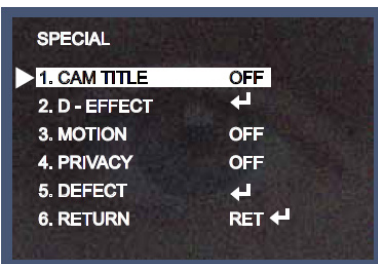 SPECIAL
1. CAM TITLE OFF
2. D - EFFECT ↵
3. MOTION OFF
4. PRIVACY OFF
5. DEFECT ↵
6. RETURN RET ↵